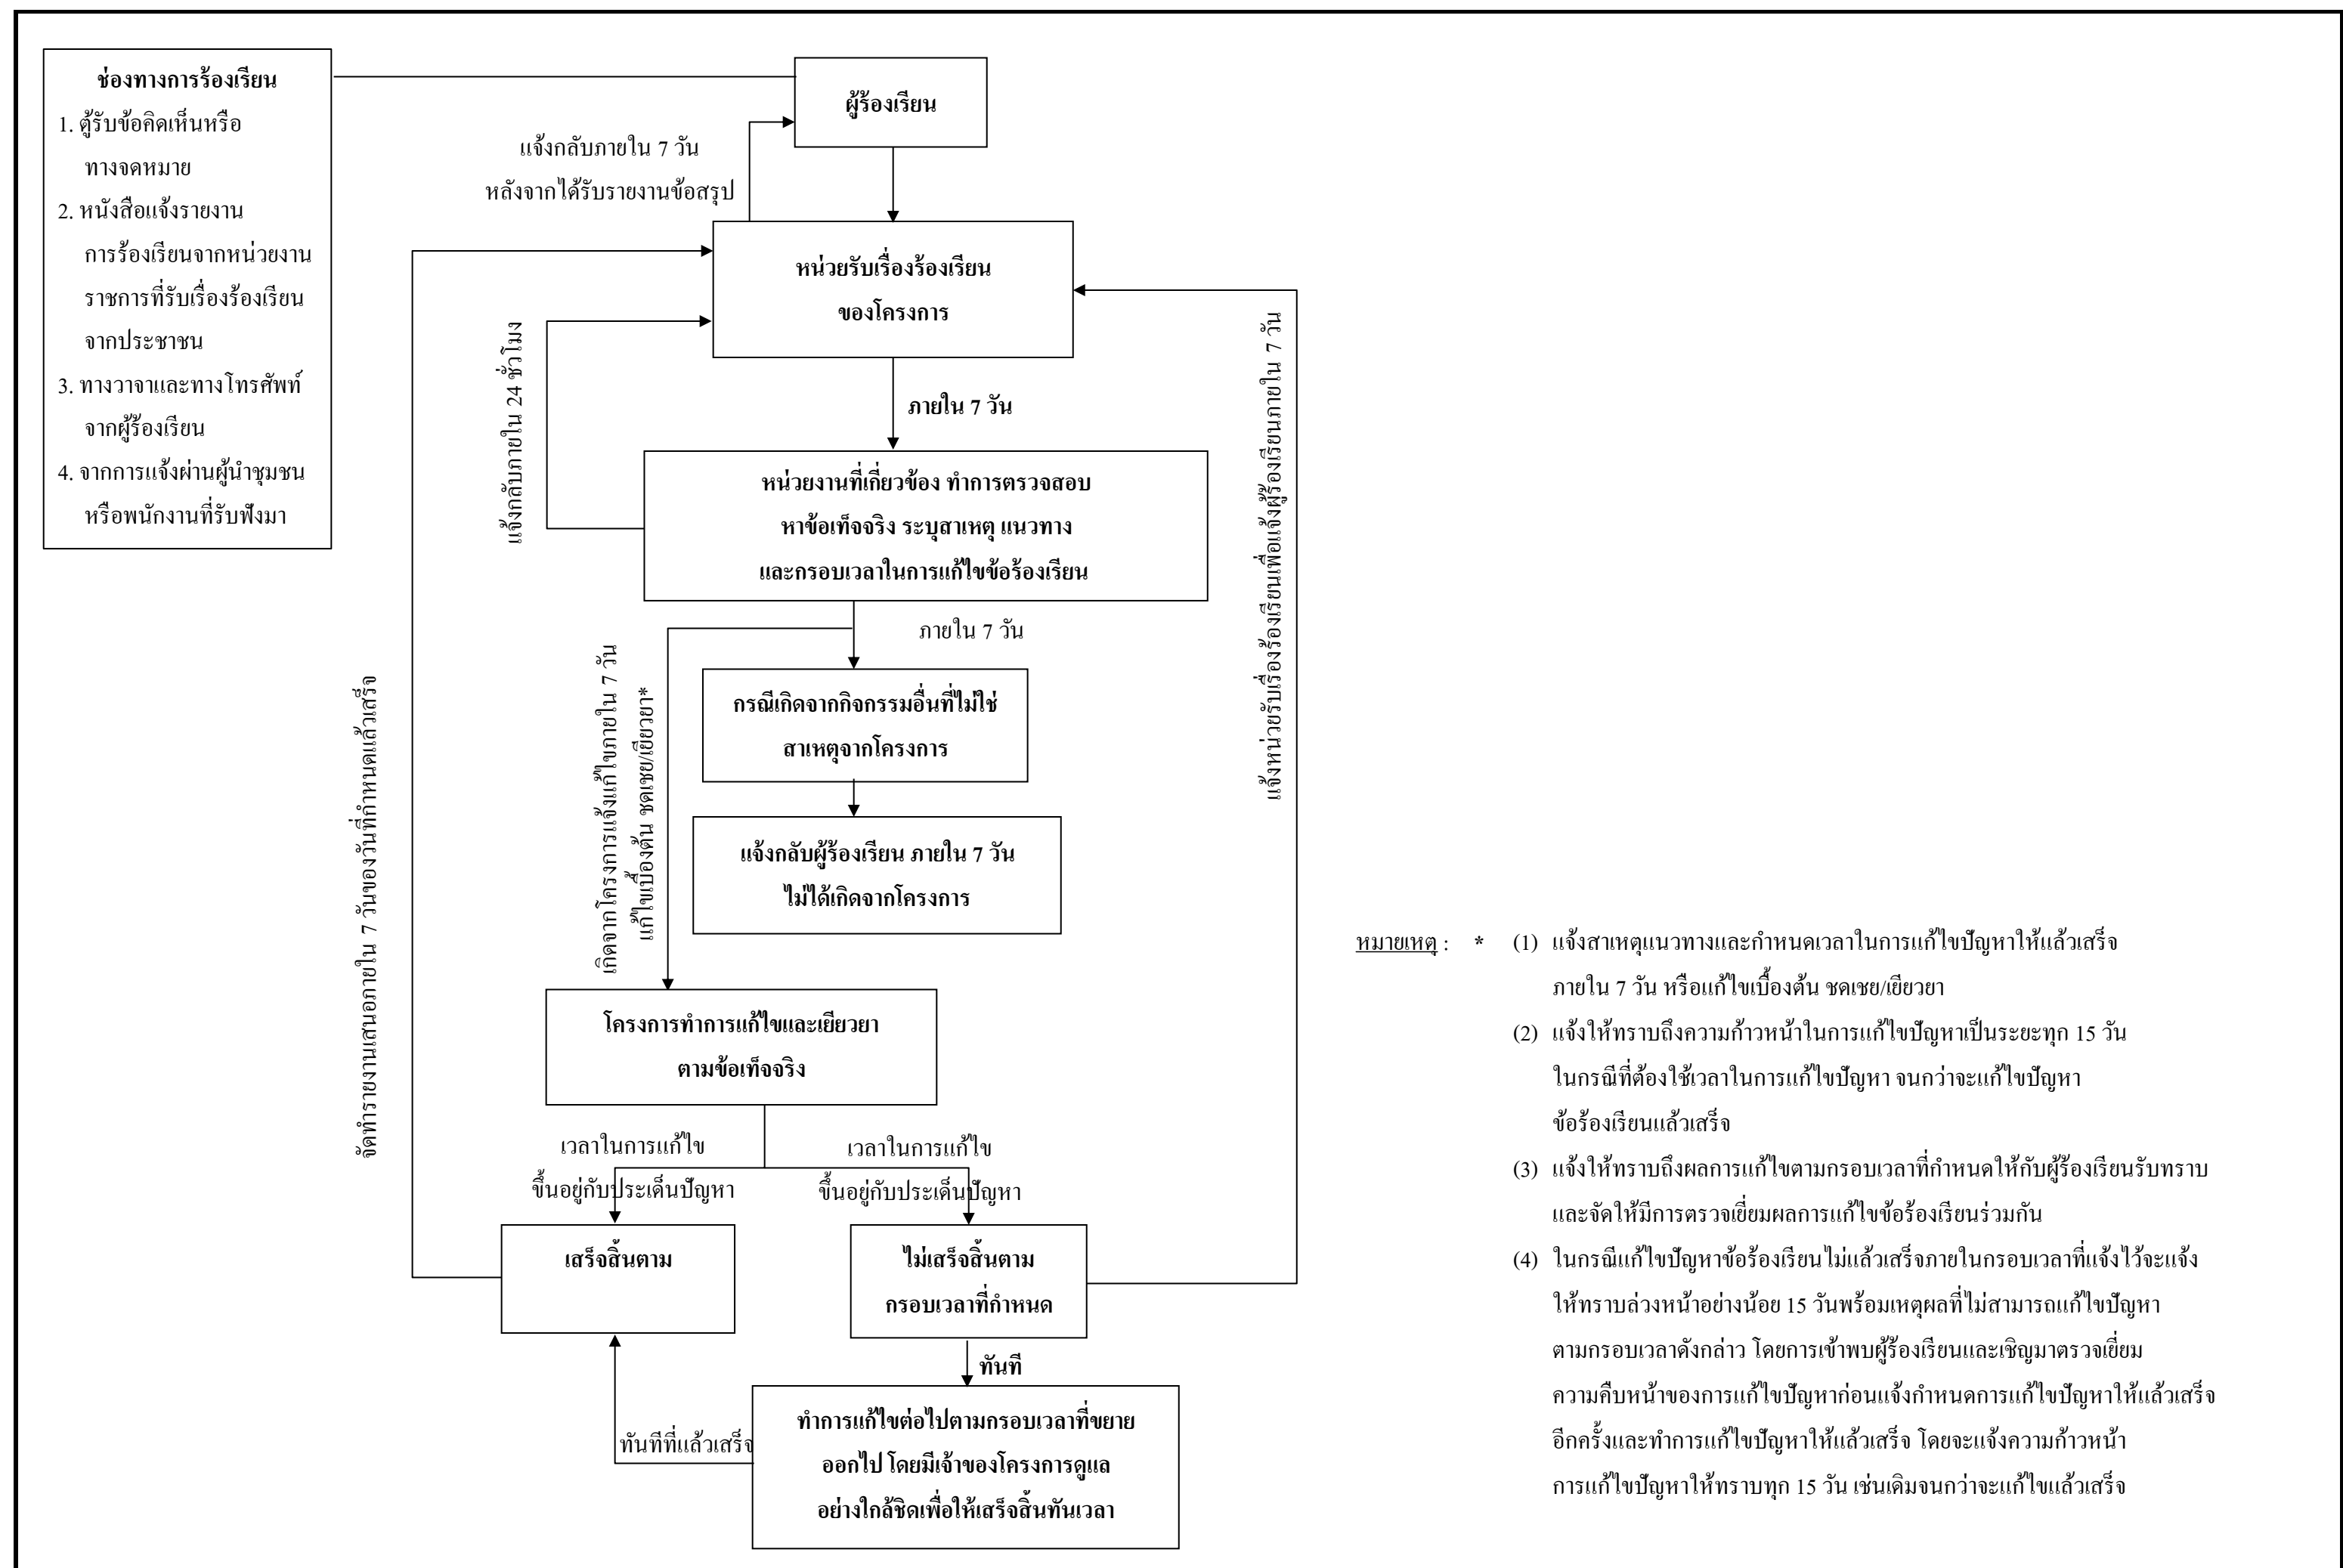 ช่องทางการร้องเรียน
1. ตู้รับข้อคิดเห็นหรือ
ทางจดหมาย
2. หนังสือแจ้งรายงาน
การร้องเรียนจากหน่วยงาน
ราชการที่รับเรื่องร้องเรียน
จากประชาชน
3. ทางวาจาและทางโทรศัพท์
จากผู้ร้องเรียน
4. จากการแจ้งผ่านผู้นำชุมชน
หรือพนักงานที่รับฟังมา
ผู้ร้องเรียน
แจ้งกลับภายใน 7 วัน
หลังจากได้รับรายงานข้อสรุป
หน่วยรับเรื่องร้องเรียน
ของโครงการ
แจ้งกลับภายใน 24 ชั่วโมง
ภายใน 7 วัน
แจ้งหน่วยรับเรื่องร้องเรียนเพื่อแจ้งผู้ร้องเรียนภายใน 7 วัน
หน่วยงานที่เกี่ยวข้อง ทำการตรวจสอบ
หาข้อเท็จจริง ระบุสาเหตุ แนวทาง
และกรอบเวลาในการแก้ไขข้อร้องเรียน
ภายใน 7 วัน
จัดทำรายงานเสนอภายใน 7 วันของวันที่กำหนดแล้วเสร็จ
เกิดจากโครงการแจ้งแก้ไขภายใน 7 วัน
แก้ไขเบื้องต้น ชดเชย/เยียวยา*
กรณีเกิดจากกิจกรรมอื่นที่ไม่ใช่
สาเหตุจากโครงการ
แจ้งกลับผู้ร้องเรียน ภายใน 7 วัน
ไม่ได้เกิดจากโครงการ
โครงการทำการแก้ไขและเยียวยา
ตามข้อเท็จจริง
เวลาในการแก้ไข
ขึ้นอยู่กับประเด็นปัญหา
เวลาในการแก้ไข
ขึ้นอยู่กับประเด็นปัญหา
เสร็จสิ้นตาม
ไม่เสร็จสิ้นตาม
กรอบเวลาที่กำหนด
ทันที
ทันทีที่แล้วเสร็จ
ทำการแก้ไขต่อไปตามกรอบเวลาที่ขยาย
ออกไป โดยมีเจ้าของโครงการดูแล
อย่างใกล้ชิดเพื่อให้เสร็จสิ้นทันเวลา
หมายเหตุ : * (1) แจ้งสาเหตุแนวทางและกำหนดเวลาในการแก้ไขปัญหาให้แล้วเสร็จ
ภายใน 7 วัน หรือแก้ไขเบื้องต้น ชดเชย/เยียวยา
(2) แจ้งให้ทราบถึงความก้าวหน้าในการแก้ไขปัญหาเป็นระยะทุก 15 วัน
ในกรณีที่ต้องใช้เวลาในการแก้ไขปัญหา จนกว่าจะแก้ไขปัญหา
ข้อร้องเรียนแล้วเสร็จ
(3) แจ้งให้ทราบถึงผลการแก้ไขตามกรอบเวลาที่กำหนดให้กับผู้ร้องเรียนรับทราบ
และจัดให้มีการตรวจเยี่ยมผลการแก้ไขข้อร้องเรียนร่วมกัน
(4) ในกรณีแก้ไขปัญหาข้อร้องเรียนไม่แล้วเสร็จภายในกรอบเวลาที่แจ้งไว้จะแจ้ง
ให้ทราบล่วงหน้าอย่างน้อย 15 วันพร้อมเหตุผลที่ไม่สามารถแก้ไขปัญหา
ตามกรอบเวลาดังกล่าว โดยการเข้าพบผู้ร้องเรียนและเชิญมาตรวจเยี่ยม
ความคืบหน้าของการแก้ไขปัญหาก่อนแจ้งกำหนดการแก้ไขปัญหาให้แล้วเสร็จ
อีกครั้งและทำการแก้ไขปัญหาให้แล้วเสร็จ โดยจะแจ้งความก้าวหน้า
การแก้ไขปัญหาให้ทราบทุก 15 วัน เช่นเดิมจนกว่าจะแก้ไขแล้วเสร็จ